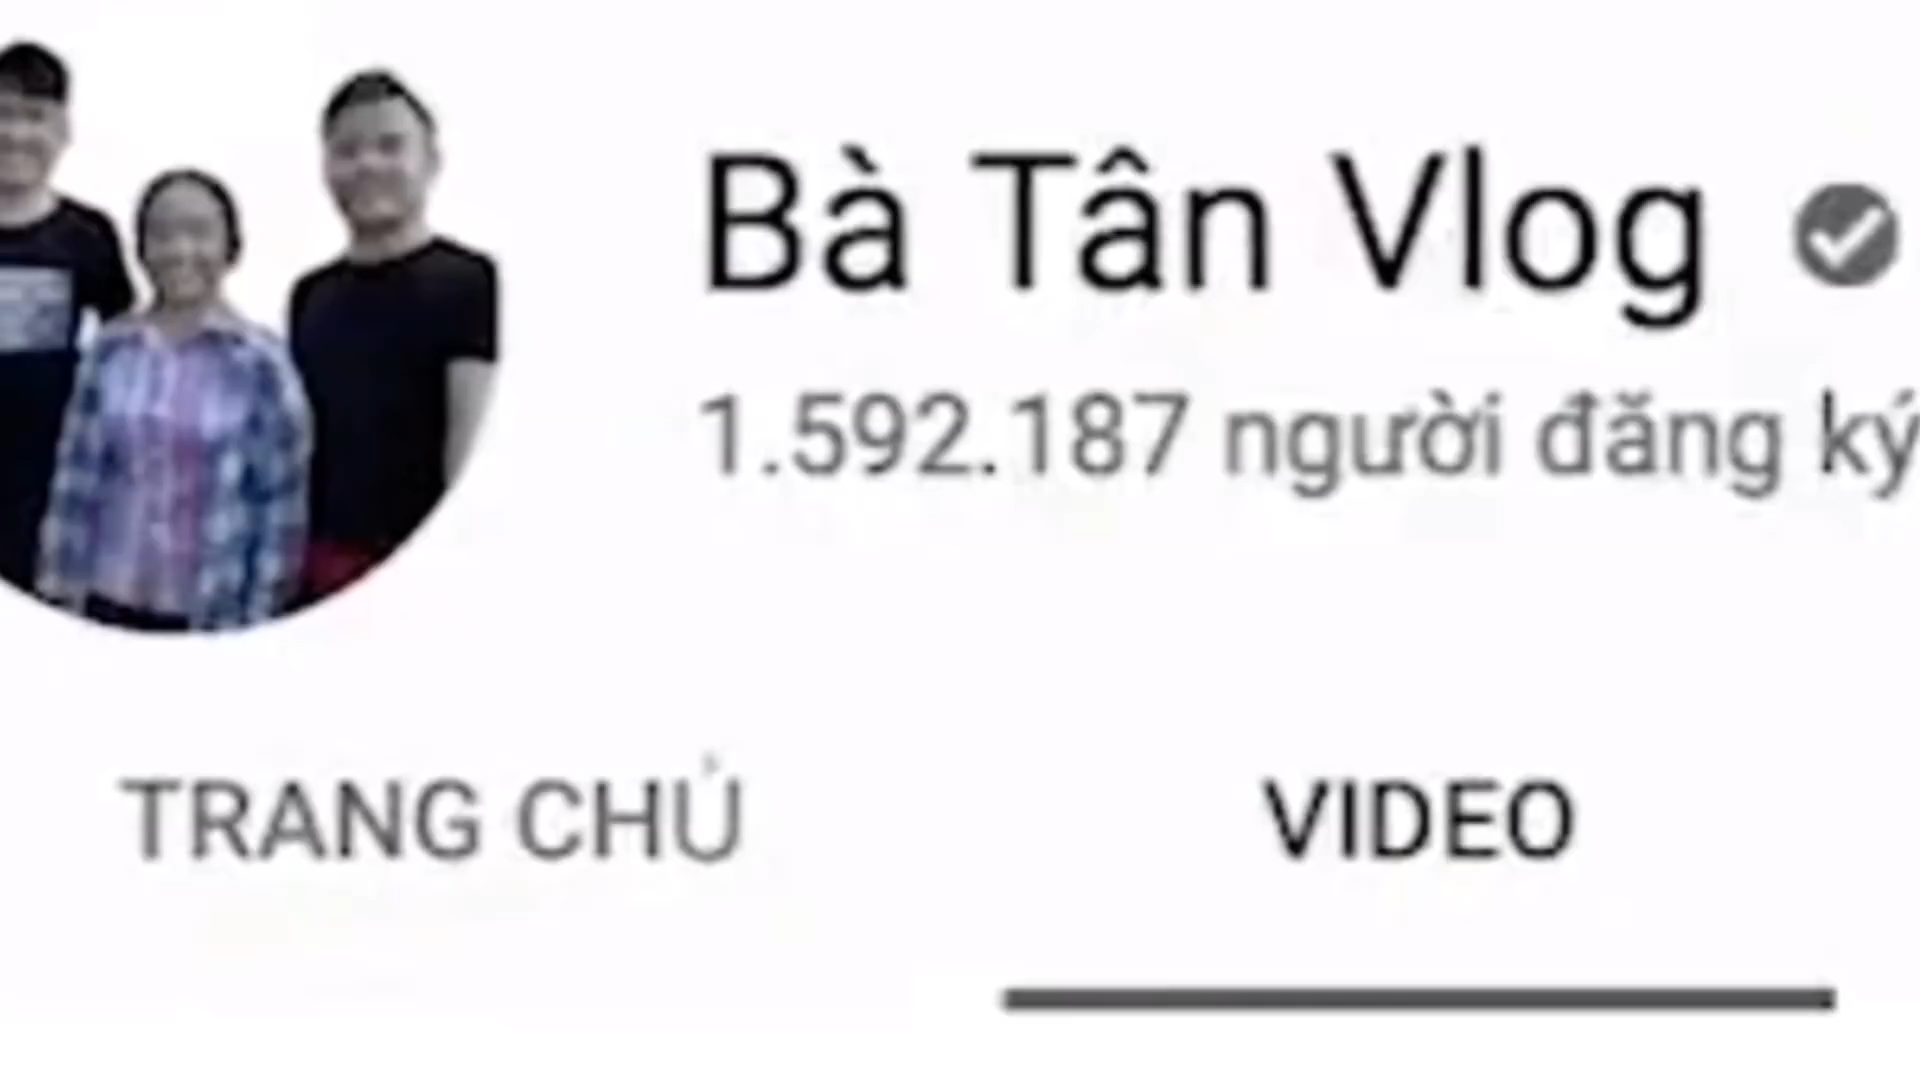 Bà Tân Vlog
1.592.187 người đăng ký
TRANG CHỦ
VIDEO